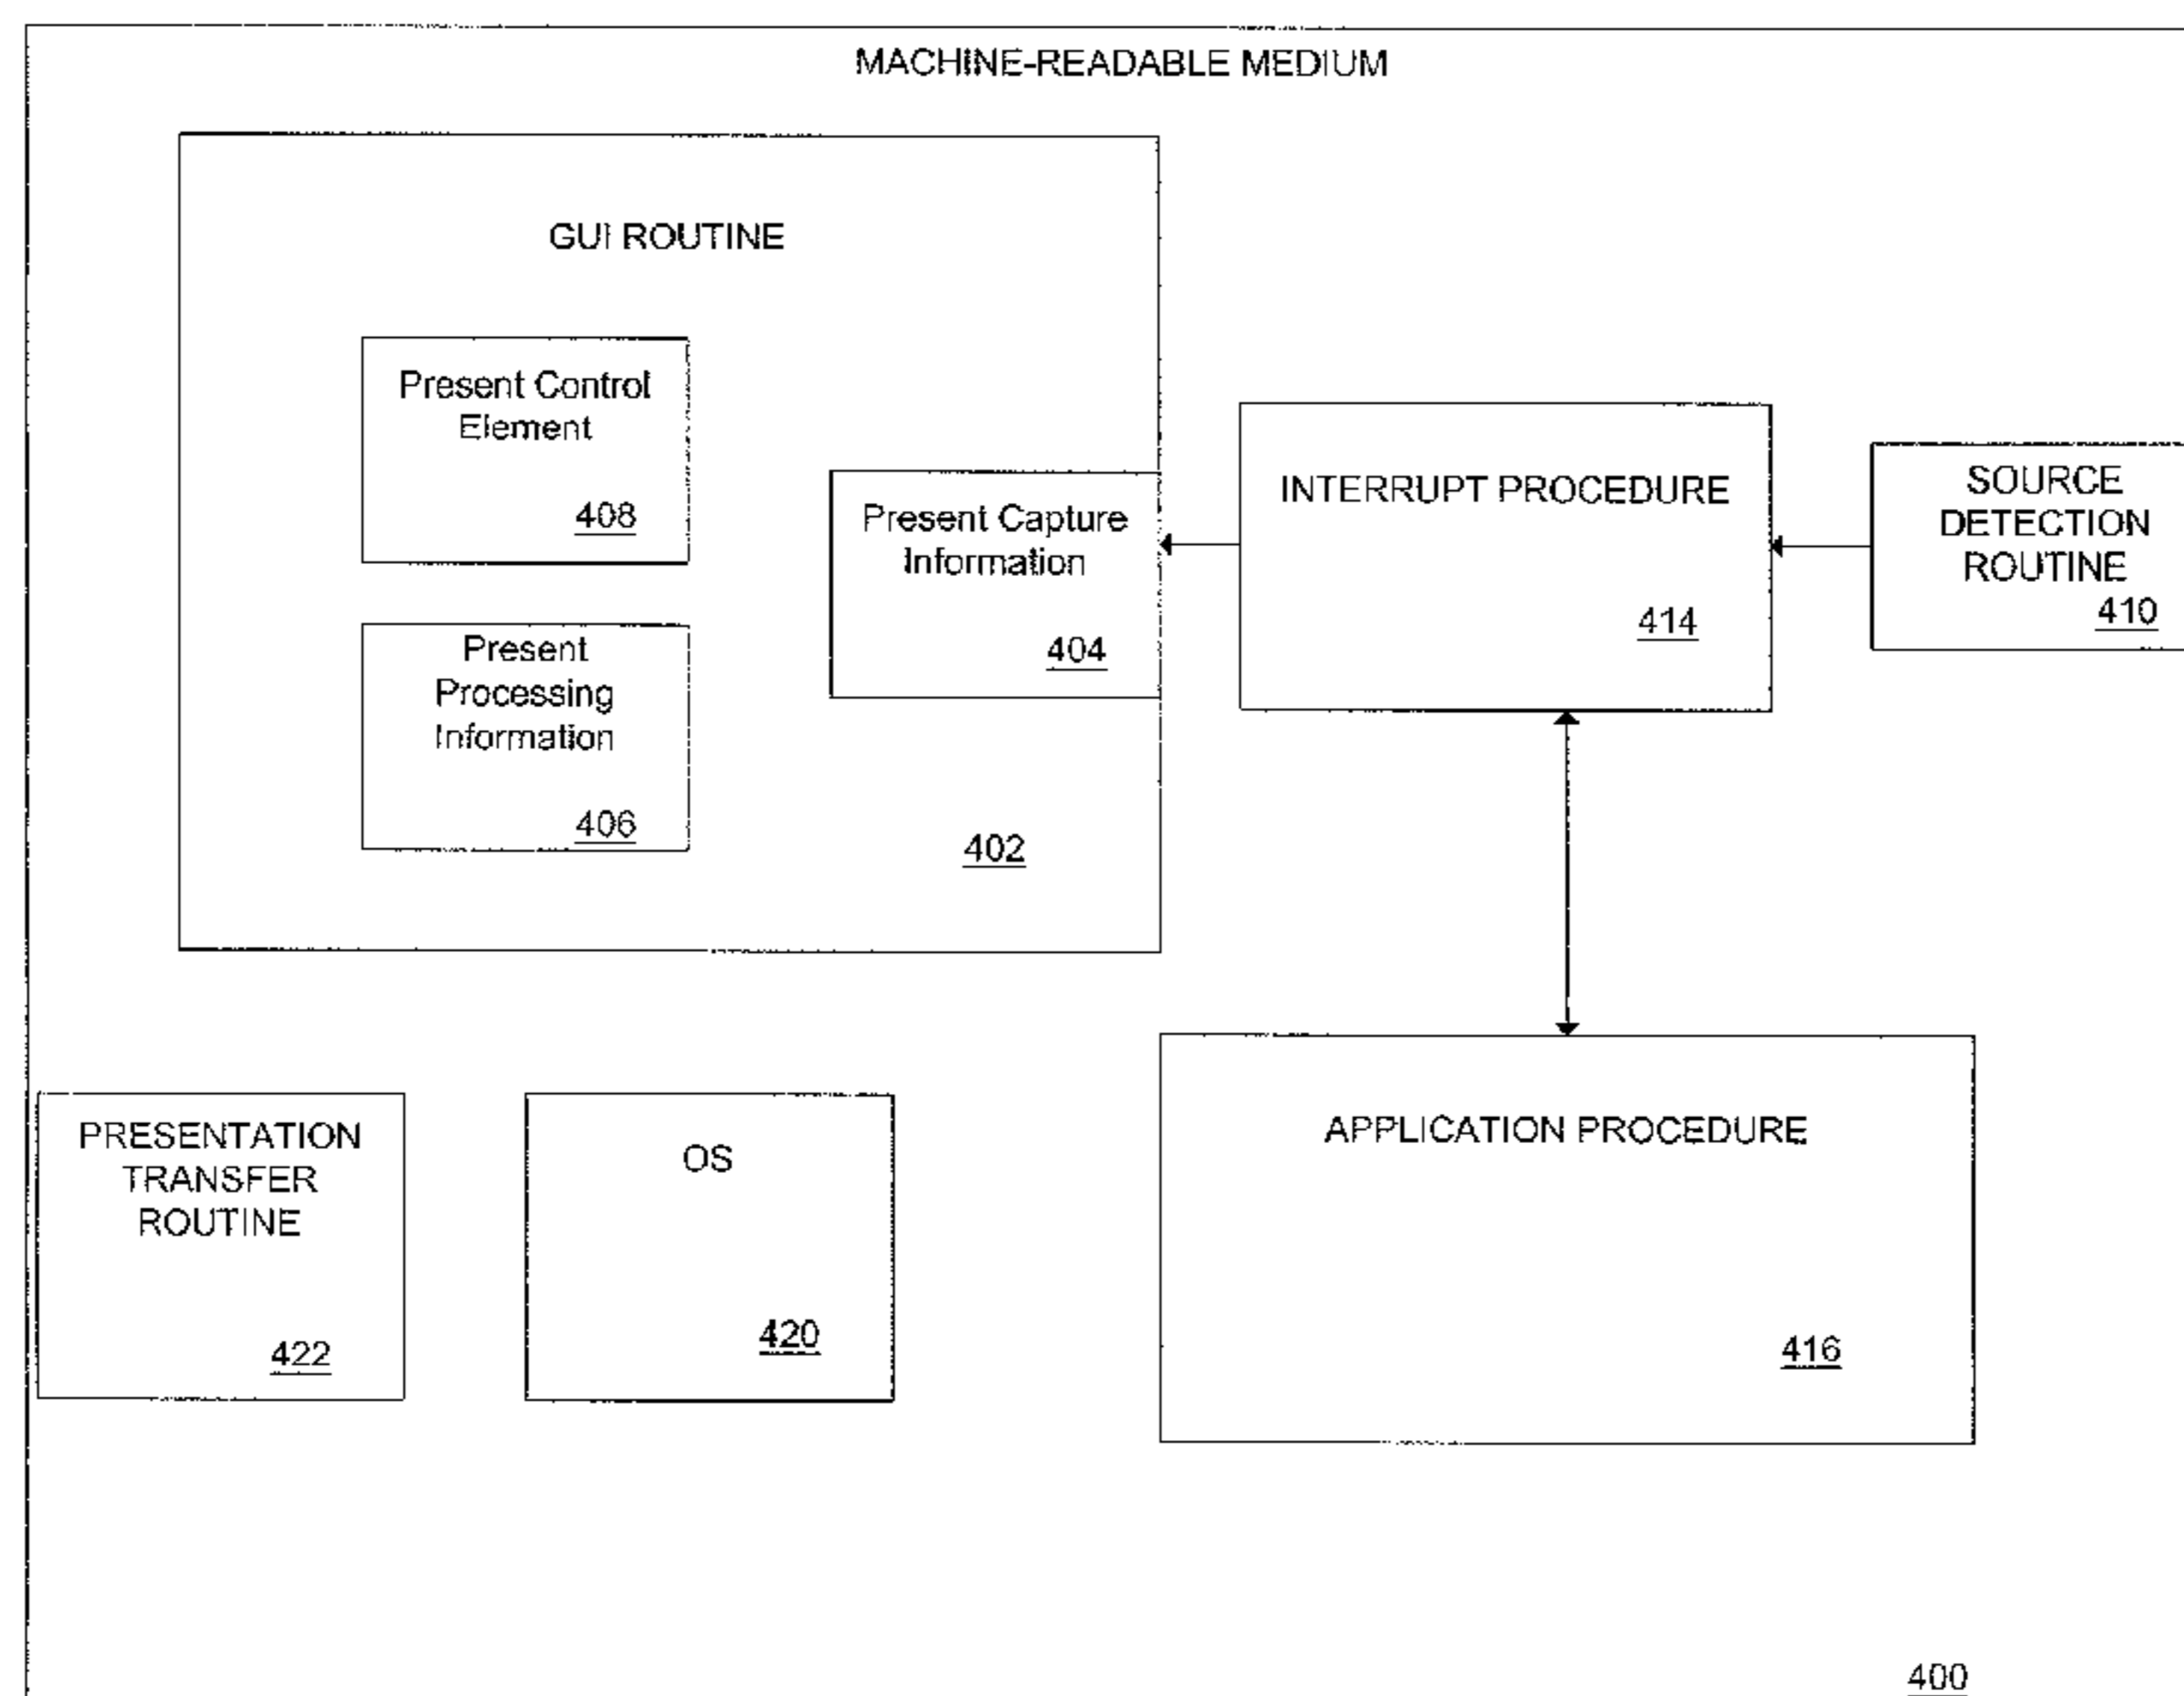 MACHINE-READABLE MEDIUM
GUI ROUTINE
Present Control
Element
408
Present Capture
Information
404
Present
Processing
Information
406
402
INTERRUPT PROCEDURE
414
SOURCE
DETECTION
ROUTINE
410
PRESENTATION
TRANSFER
ROUTINE
422
OS
420
APPLICATION PROCEDURE
416
400